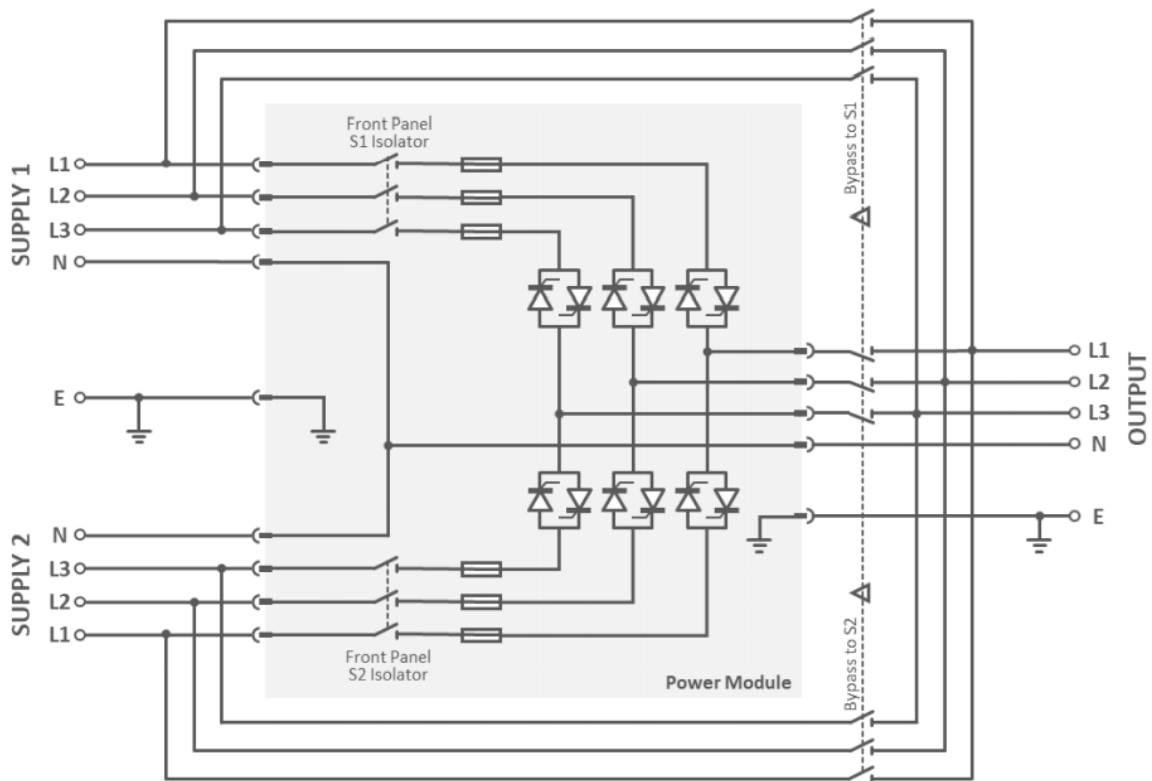 Front Panel
S1 Isolator
Bypass to S1
SUPPLY 1
L1
L2
L3
N
E
L1
L2
L3
N
E
OUTPUT
SUPPLY 2
N
L3
L2
L1
Front Panel
S2 Isolator
Power Module
Bypass to S2